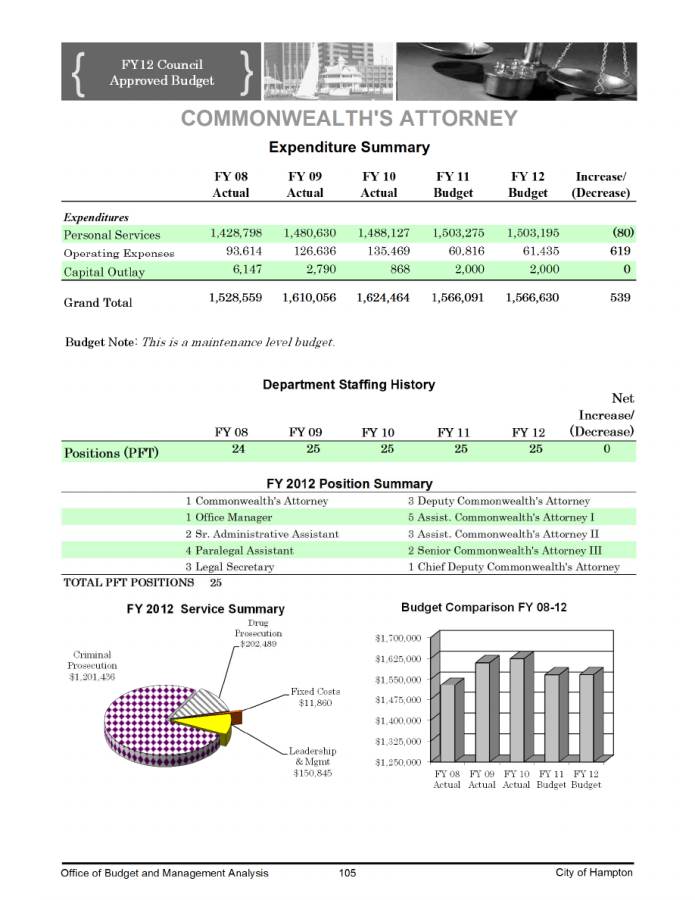 FY12 Council
Approved Budget
COMMONWEALTH'S ATTORNEY
Expenditure Summary
FY 08 FY 09 FY 10 FY 11 FY 12 Increase/
Actual Actual Actual Budget Budget (Decrease)
Expenditures
Personal Services 1,428,798 1,480,630 1,488,127 1,503,275 1,503,195 (80)
Operating Expenses 93,614 126,636 135,469 60,816 61,435 619
Capital Outlay 6,147 2,790 868 2,000 2,000 0
Grand Total 1,528,559 1,610,056 1,624,464 1,566,091 1,566,630 539
Budget Note: This is a maintenance level budget.
Department Staffing History
Net
Increase/
FY 08 FY 09 FY 10 FY 11 FY 12 (Decrease)
Positions (PFT) 24 25 25 25 25 0
FY 2012 Position Summary
1 Commonwealth's Attorney 3 Deputy Commonwealth's Attorney
1 Office Manager 5 Assist. Commonwealth's Attorney I
2 Sr. Administrative Assistant 3 Assist. Commonwealth's Attorney II
4 Paralegal Assistant 2 Senior Commonwealth's Attorney III
3 Legal Secretary 1 Chief Deputy Commonwealth's Attorney
TOTAL PFT POSITIONS 25
FY 2012 Service Summary
Drug
Prosecution
$202,489
Criminal
Prosecution
$1,201,436
Fixed Costs
$11,860
Leadership
& Mgmt
$150,845
Budget Comparison FY 08-12
$1,700,000
$1,625,000
$1,550,000
$1,475,000
$1,400,000
$1,325,000
$1,250,000
FY 08 FY 09 FY 10 FY 11 FY 12
Actual Actual Actual Budget Budget
Office of Budget and Management Analysis 105 City of Hampton